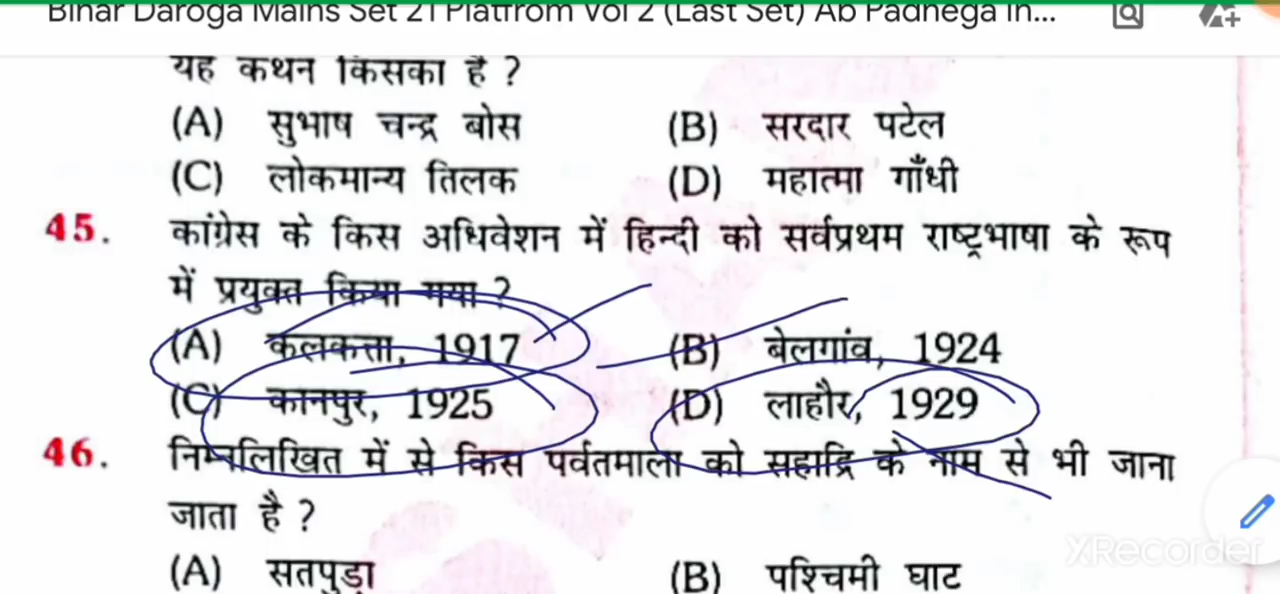 Bihar Daroga Mains Set 21 Platfrom Vol 2 (Last Set) Ab Padhega In...
यह कथन किसका है ?
(A) सुभाष चन्द्र बोस (B) सरदार पटेल
(C) लोकमान्य तिलक (D) महात्मा गाँधी
45. कांग्रेस के किस अधिवेशन में हिन्दी को सर्वप्रथम राष्ट्रभाषा के रूप
में प्रयुक्त किया गया ?
(A) कलकत्ता, 1917 (B) बेलगांव, 1924
(C) कानपुर, 1925 (D) लाहौर, 1929
46. निम्नलिखित में से किस पर्वतमाला को सहाद्रि के नाम से भी जाना
जाता है ?
(A) सतपुड़ा (B) पश्चिमी घाट
XRecorder